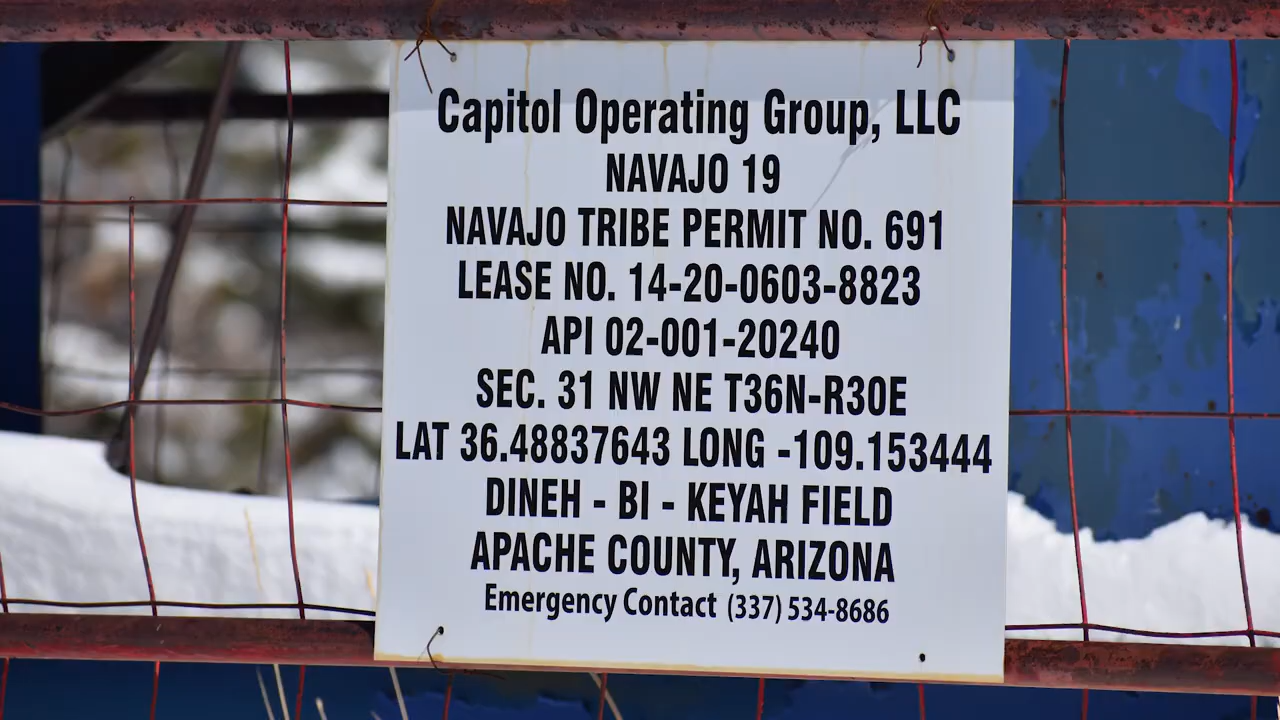 Capitol Operating Group, LLC
NAVAJO 19
NAVAJO TRIBE PERMIT NO. 691
LEASE NO. 14-20-0603-8823
API 02-001-20240
SEC. 31 NW NE T36N-R30E
LAT 36.48837643 LONG -109.153444
DINEH - BI - KEYAH FIELD
APACHE COUNTY, ARIZONA
Emergency Contact (337) 534-8686